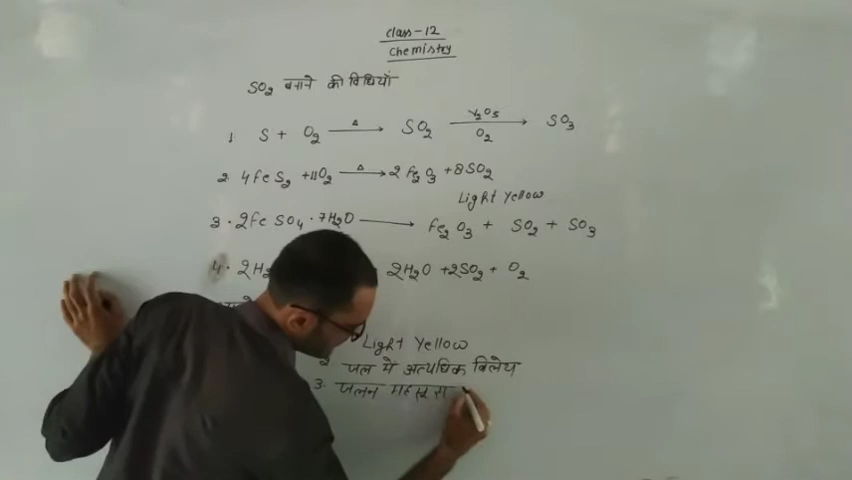 Class-12
Chemistry
SO₂ बनाने की विधियाँ
1. S + O₂ —Δ→ SO₂ —V₂O₅ / O₂→ SO₃
2. 4FeS₂ + 11O₂ —Δ→ 2Fe₂O₃ + 8SO₂
Light Yellow
3. 2FeSO₄·7H₂O → Fe₂O₃ + SO₂ + SO₃
4. 2H₂ 2H₂O + 2SO₂ + O₂
Light Yellow
2. जल में अत्यधिक विलेय
3. जलन